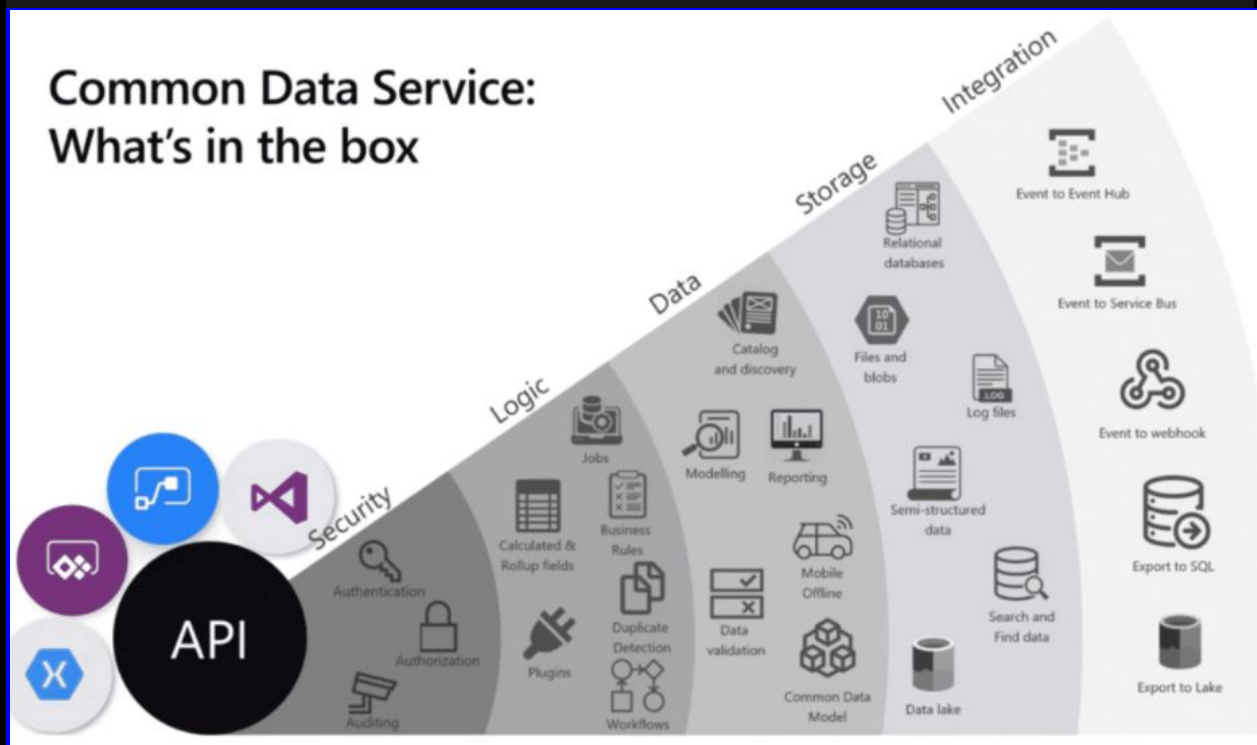 Common Data Service:
What's in the box
API
Security
Authentication
Authorization
Auditing
Logic
Jobs
Calculated &
Rollup fields
Business
Rules
Plugins
Duplicate
Detection
Workflows
Data
Catalog
and discovery
Modelling
Reporting
Mobile
Offline
Data
validation
Common Data
Model
Storage
Relational
databases
Files and
blobs
10
01
Log files
.LOG
Semi-structured
data
Search and
Find data
Data lake
Integration
Event to Event Hub
Event to Service Bus
Event to webhook
Export to SQL
Export to Lake